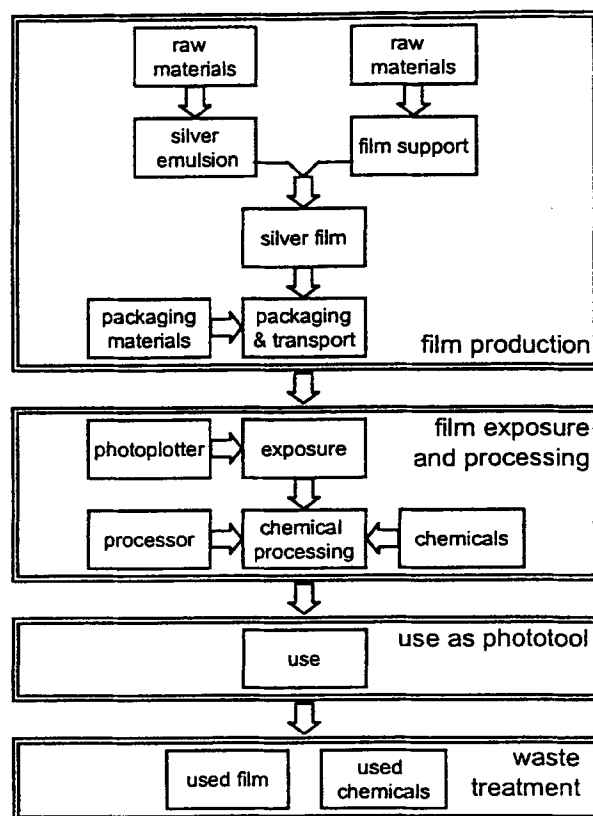 raw
materials
raw
materials
silver
emulsion
film support
silver film
packaging
materials
packaging
& transport
film production
film exposure
and processing
photoplotter
exposure
processor
chemical
processing
chemicals
use as phototool
use
waste
treatment
used film
used
chemicals